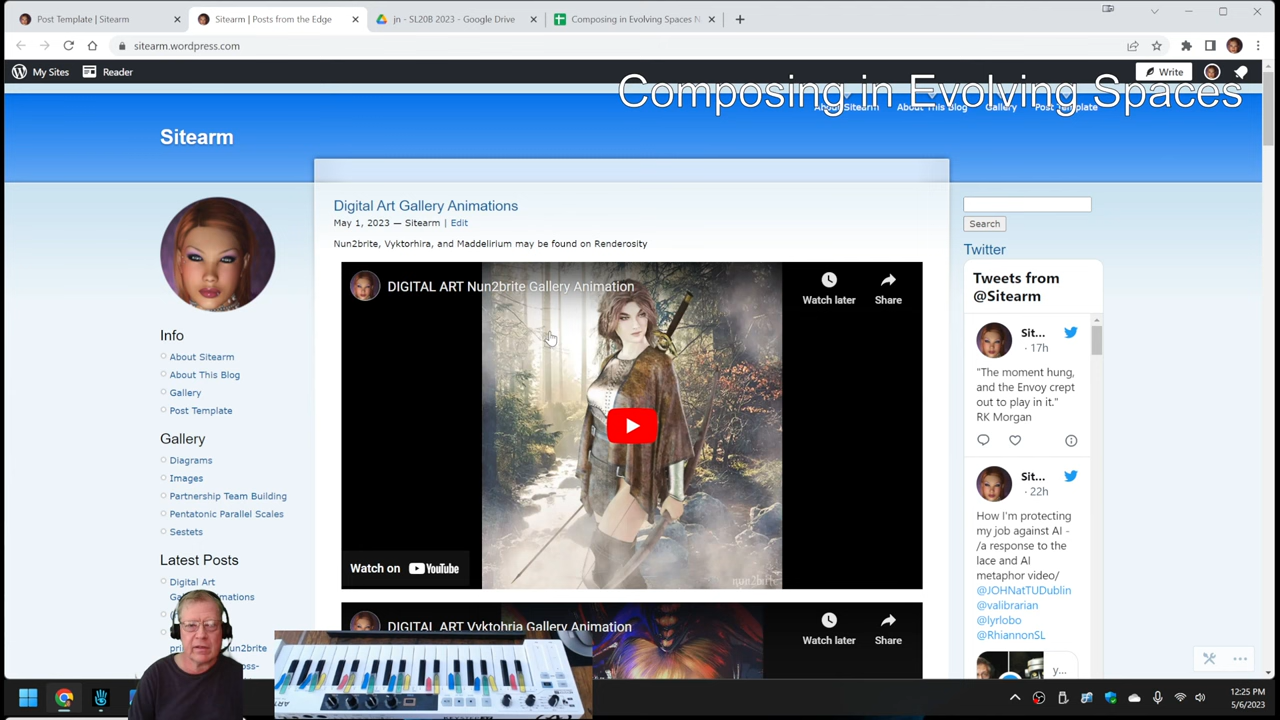 Post Template | Sitearm
Sitearm | Posts from the Edge
jn - SL20B 2023 - Google Drive
Composing in Evolving Spaces N
sitearm.wordpress.com
My Sites
Reader
Write
Composing in Evolving Spaces
About Sitearm
About This Blog
Gallery
Post Template
Sitearm
Info
About Sitearm
About This Blog
Gallery
Post Template
Gallery
Diagrams
Images
Partnership Team Building
Pentatonic Parallel Scales
Sestets
Latest Posts
Digital Art
Digital Art Gallery Animations
May 1, 2023 — Sitearm | Edit
Nun2brite, Vyktorhira, and Maddelirium may be found on Renderosity
DIGITAL ART Nun2brite Gallery Animation
Watch later
Share
Watch on YouTube
nun2brite
DIGITAL ART Vyktohria Gallery Animation
Watch later
Share
Search
Twitter
Tweets from
@Sitearm
Sit...
· 17h
"The moment hung,
and the Envoy crept
out to play in it."
RK Morgan
Sit...
· 22h
How I'm protecting
my job against AI -
/a response to the
lace and AI
metaphor video/
@JOHNatTUDublin
@valibrarian
@lyrlobo
@RhiannonSL
y...
12:25 PM
5/6/2023